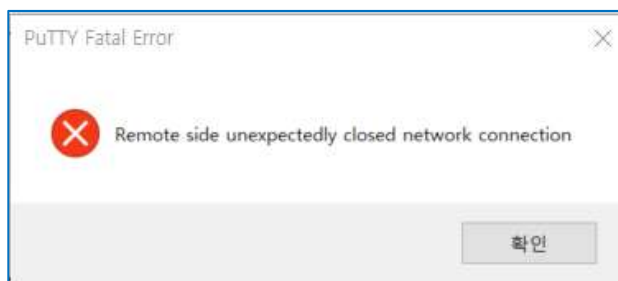 PuTTY Fatal Error
Remote side unexpectedly closed network connection
확인